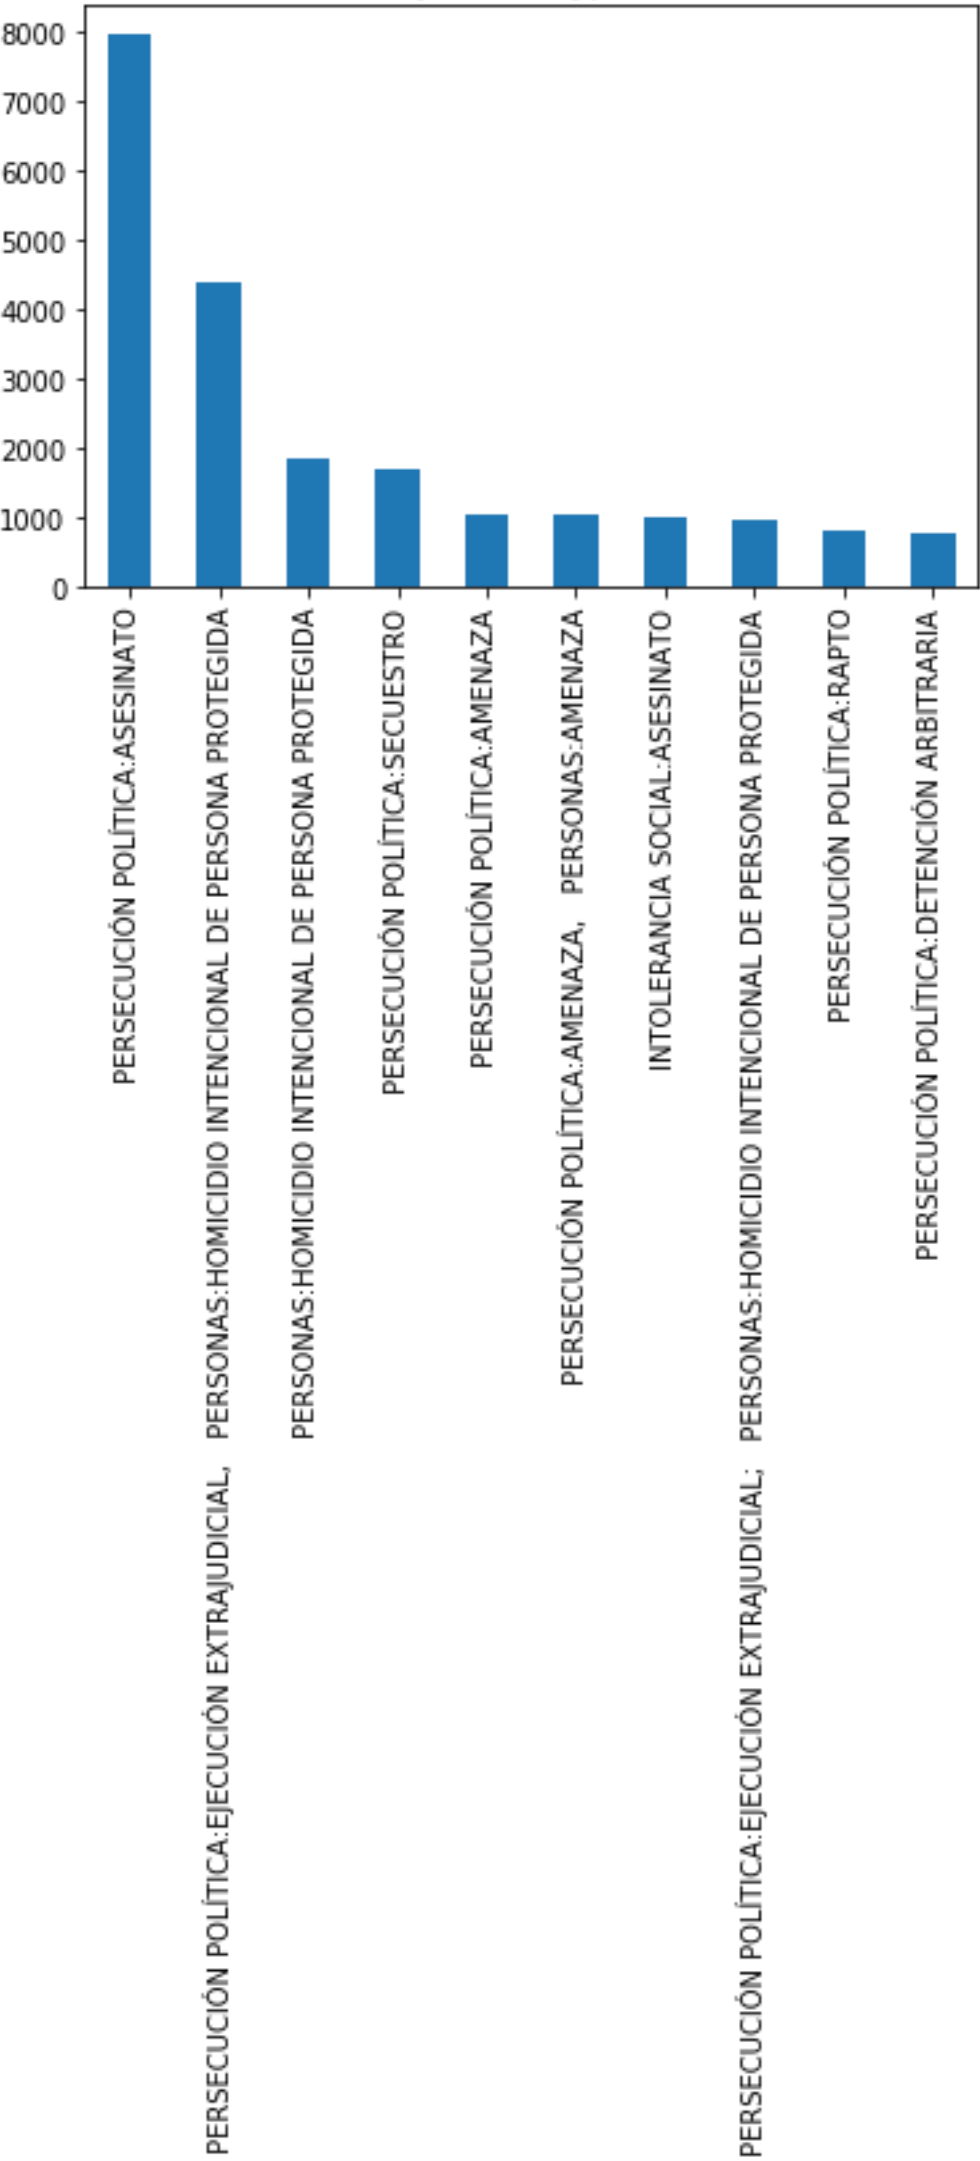 8000
7000
6000
5000
4000
3000
2000
1000
0
PERSECUCIÓN POLÍTICA:ASESINATO
PERSECUCIÓN POLÍTICA:EJECUCIÓN EXTRAJUDICIAL, PERSONAS:HOMICIDIO INTENCIONAL DE PERSONA PROTEGIDA
PERSONAS:HOMICIDIO INTENCIONAL DE PERSONA PROTEGIDA
PERSECUCIÓN POLÍTICA:SECUESTRO
PERSECUCIÓN POLÍTICA:AMENAZA
PERSECUCIÓN POLÍTICA:AMENAZA, PERSONAS:AMENAZA
INTOLERANCIA SOCIAL:ASESINATO
PERSECUCIÓN POLÍTICA:EJECUCIÓN EXTRAJUDICIAL; PERSONAS:HOMICIDIO INTENCIONAL DE PERSONA PROTEGIDA
PERSECUCIÓN POLÍTICA:RAPTO
PERSECUCIÓN POLÍTICA:DETENCIÓN ARBITRARIA